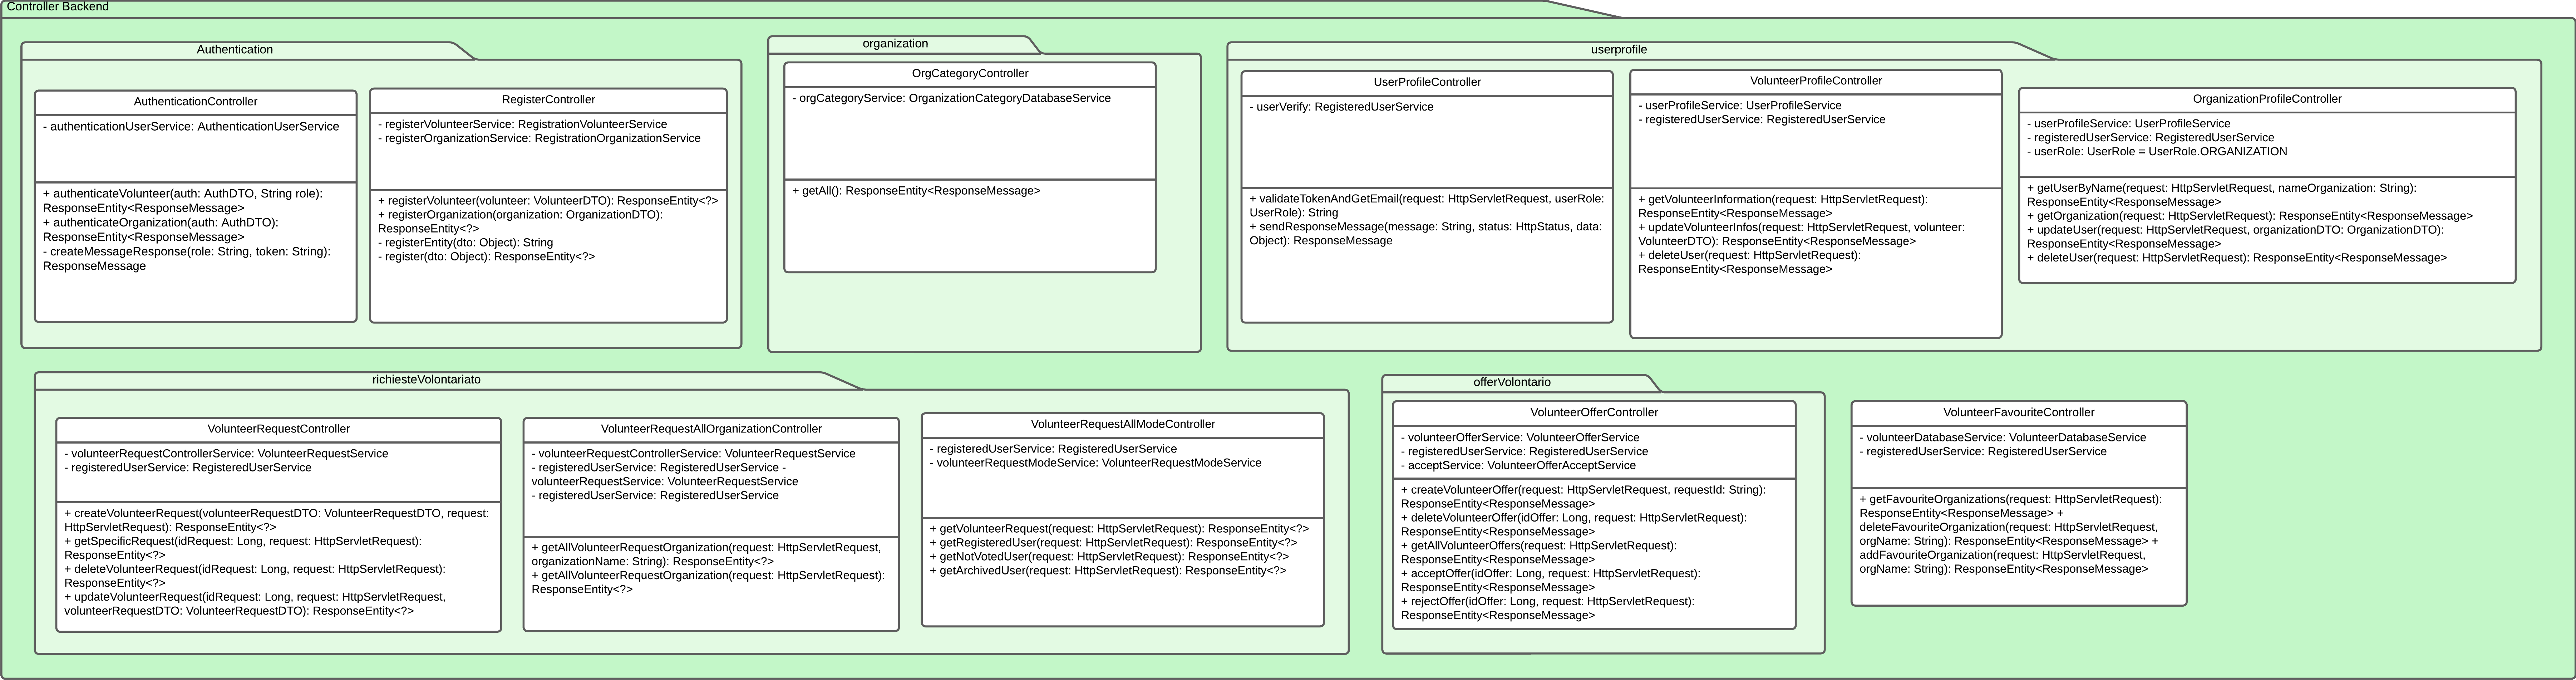 Controller Backend
Authentication
AuthenticationController
- authenticationUserService: AuthenticationUserService
+ authenticateVolunteer(auth: AuthDTO, String role):
ResponseEntity<ResponseMessage>
+ authenticateOrganization(auth: AuthDTO):
ResponseEntity<ResponseMessage>
- createMessageResponse(role: String, token: String):
ResponseMessage
RegisterController
- registerVolunteerService: RegistrationVolunteerService
- registerOrganizationService: RegistrationOrganizationService
+ registerVolunteer(volunteer: VolunteerDTO): ResponseEntity<?>
+ registerOrganization(organization: OrganizationDTO):
ResponseEntity<?>
- registerEntity(dto: Object): String
- register(dto: Object): ResponseEntity<?>
organization
OrgCategoryController
- orgCategoryService: OrganizationCategoryDatabaseService
+ getAll(): ResponseEntity<ResponseMessage>
userprofile
UserProfileController
- userVerify: RegisteredUserService
+ validateTokenAndGetEmail(request: HttpServletRequest, userRole:
UserRole): String
+ sendResponseMessage(message: String, status: HttpStatus, data:
Object): ResponseMessage
VolunteerProfileController
- userProfileService: UserProfileService
- registeredUserService: RegisteredUserService
+ getVolunteerInformation(request: HttpServletRequest):
ResponseEntity<ResponseMessage>
+ updateVolunteerInfos(request: HttpServletRequest, volunteer:
VolunteerDTO): ResponseEntity<ResponseMessage>
+ deleteUser(request: HttpServletRequest):
ResponseEntity<ResponseMessage>
OrganizationProfileController
- userProfileService: UserProfileService
- registeredUserService: RegisteredUserService
- userRole: UserRole = UserRole.ORGANIZATION
+ getUserByName(request: HttpServletRequest, nameOrganization: String):
ResponseEntity<ResponseMessage>
+ getOrganization(request: HttpServletRequest): ResponseEntity<ResponseMessage>
+ updateUser(request: HttpServletRequest, organizationDTO: OrganizationDTO):
ResponseEntity<ResponseMessage>
+ deleteUser(request: HttpServletRequest): ResponseEntity<ResponseMessage>
richiesteVolontariato
VolunteerRequestController
- volunteerRequestControllerService: VolunteerRequestService
- registeredUserService: RegisteredUserService
+ createVolunteerRequest(volunteerRequestDTO: VolunteerRequestDTO, request:
HttpServletRequest): ResponseEntity<?>
+ getSpecificRequest(idRequest: Long, request: HttpServletRequest):
ResponseEntity<?>
+ deleteVolunteerRequest(idRequest: Long, request: HttpServletRequest):
ResponseEntity<?>
+ updateVolunteerRequest(idRequest: Long, request: HttpServletRequest,
volunteerRequestDTO: VolunteerRequestDTO): ResponseEntity<?>
VolunteerRequestAllOrganizationController
- volunteerRequestControllerService: VolunteerRequestService
- registeredUserService: RegisteredUserService -
volunteerRequestService: VolunteerRequestService
- registeredUserService: RegisteredUserService
+ getAllVolunteerRequestOrganization(request: HttpServletRequest,
organizationName: String): ResponseEntity<?>
+ getAllVolunteerRequestOrganization(request: HttpServletRequest):
ResponseEntity<?>
VolunteerRequestAllModeController
- registeredUserService: RegisteredUserService
- volunteerRequestModeService: VolunteerRequestModeService
+ getVolunteerRequest(request: HttpServletRequest): ResponseEntity<?>
+ getRegisteredUser(request: HttpServletRequest): ResponseEntity<?>
+ getNotVotedUser(request: HttpServletRequest): ResponseEntity<?>
+ getArchivedUser(request: HttpServletRequest): ResponseEntity<?>
offerVolontario
VolunteerOfferController
- volunteerOfferService: VolunteerOfferService
- registeredUserService: RegisteredUserService
- acceptService: VolunteerOfferAcceptService
+ createVolunteerOffer(request: HttpServletRequest, requestId: String):
ResponseEntity<ResponseMessage>
+ deleteVolunteerOffer(idOffer: Long, request: HttpServletRequest):
ResponseEntity<ResponseMessage>
+ getAllVolunteerOffers(request: HttpServletRequest):
ResponseEntity<ResponseMessage>
+ acceptOffer(idOffer: Long, request: HttpServletRequest):
ResponseEntity<ResponseMessage>
+ rejectOffer(idOffer: Long, request: HttpServletRequest):
ResponseEntity<ResponseMessage>
VolunteerFavouriteController
- volunteerDatabaseService: VolunteerDatabaseService
- registeredUserService: RegisteredUserService
+ getFavouriteOrganizations(request: HttpServletRequest):
ResponseEntity<ResponseMessage> +
deleteFavouriteOrganization(request: HttpServletRequest,
orgName: String): ResponseEntity<ResponseMessage> +
addFavouriteOrganization(request: HttpServletRequest,
orgName: String): ResponseEntity<ResponseMessage>